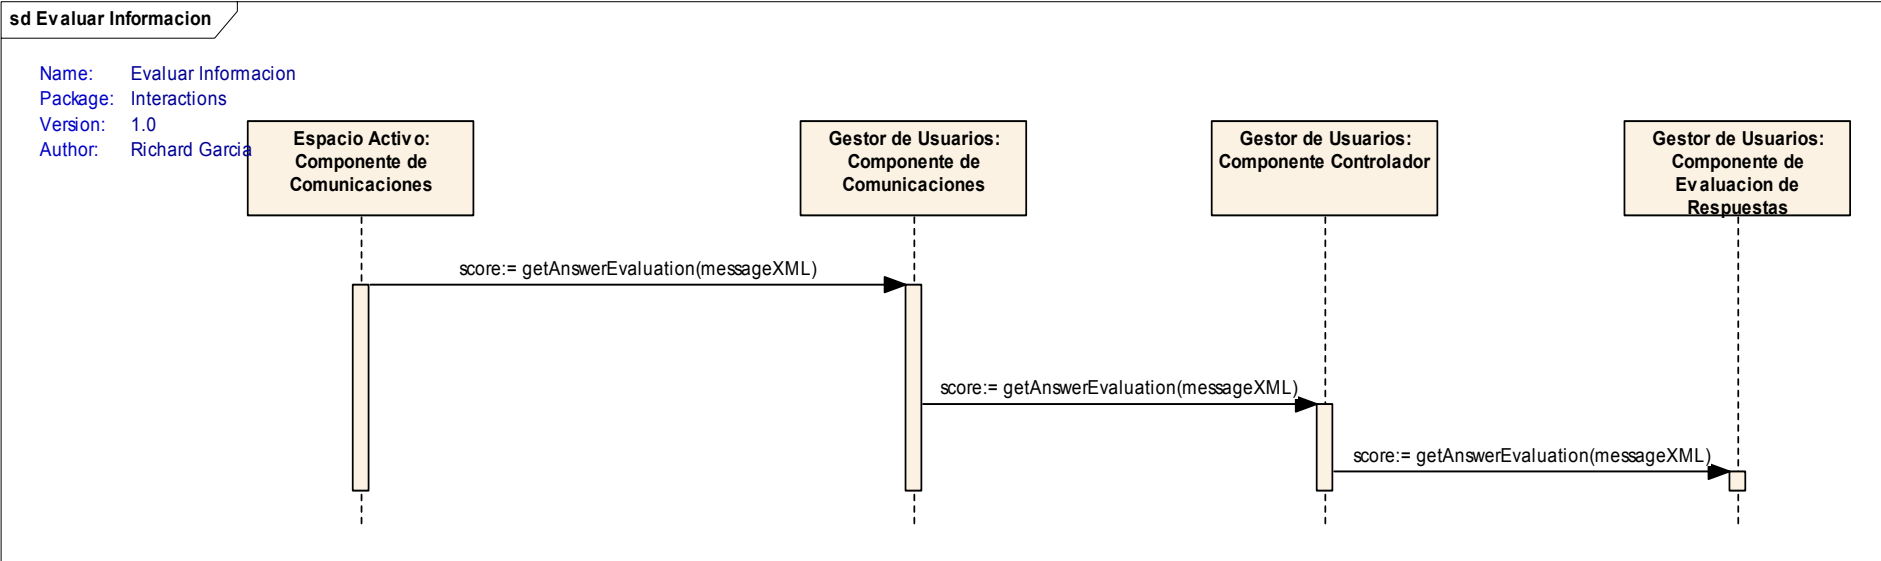 sd Evaluar Informacion
Name: Evaluar Informacion
Package: Interactions
Version: 1.0
Author: Richard Garcia
Espacio Activo:
Componente de
Comunicaciones
Gestor de Usuarios:
Componente de
Comunicaciones
Gestor de Usuarios:
Componente Controlador
Gestor de Usuarios:
Componente de
Evaluacion de
Respuestas
score:= getAnswerEvaluation(messageXML)
score:= getAnswerEvaluation(messageXML)
score:= getAnswerEvaluation(messageXML)